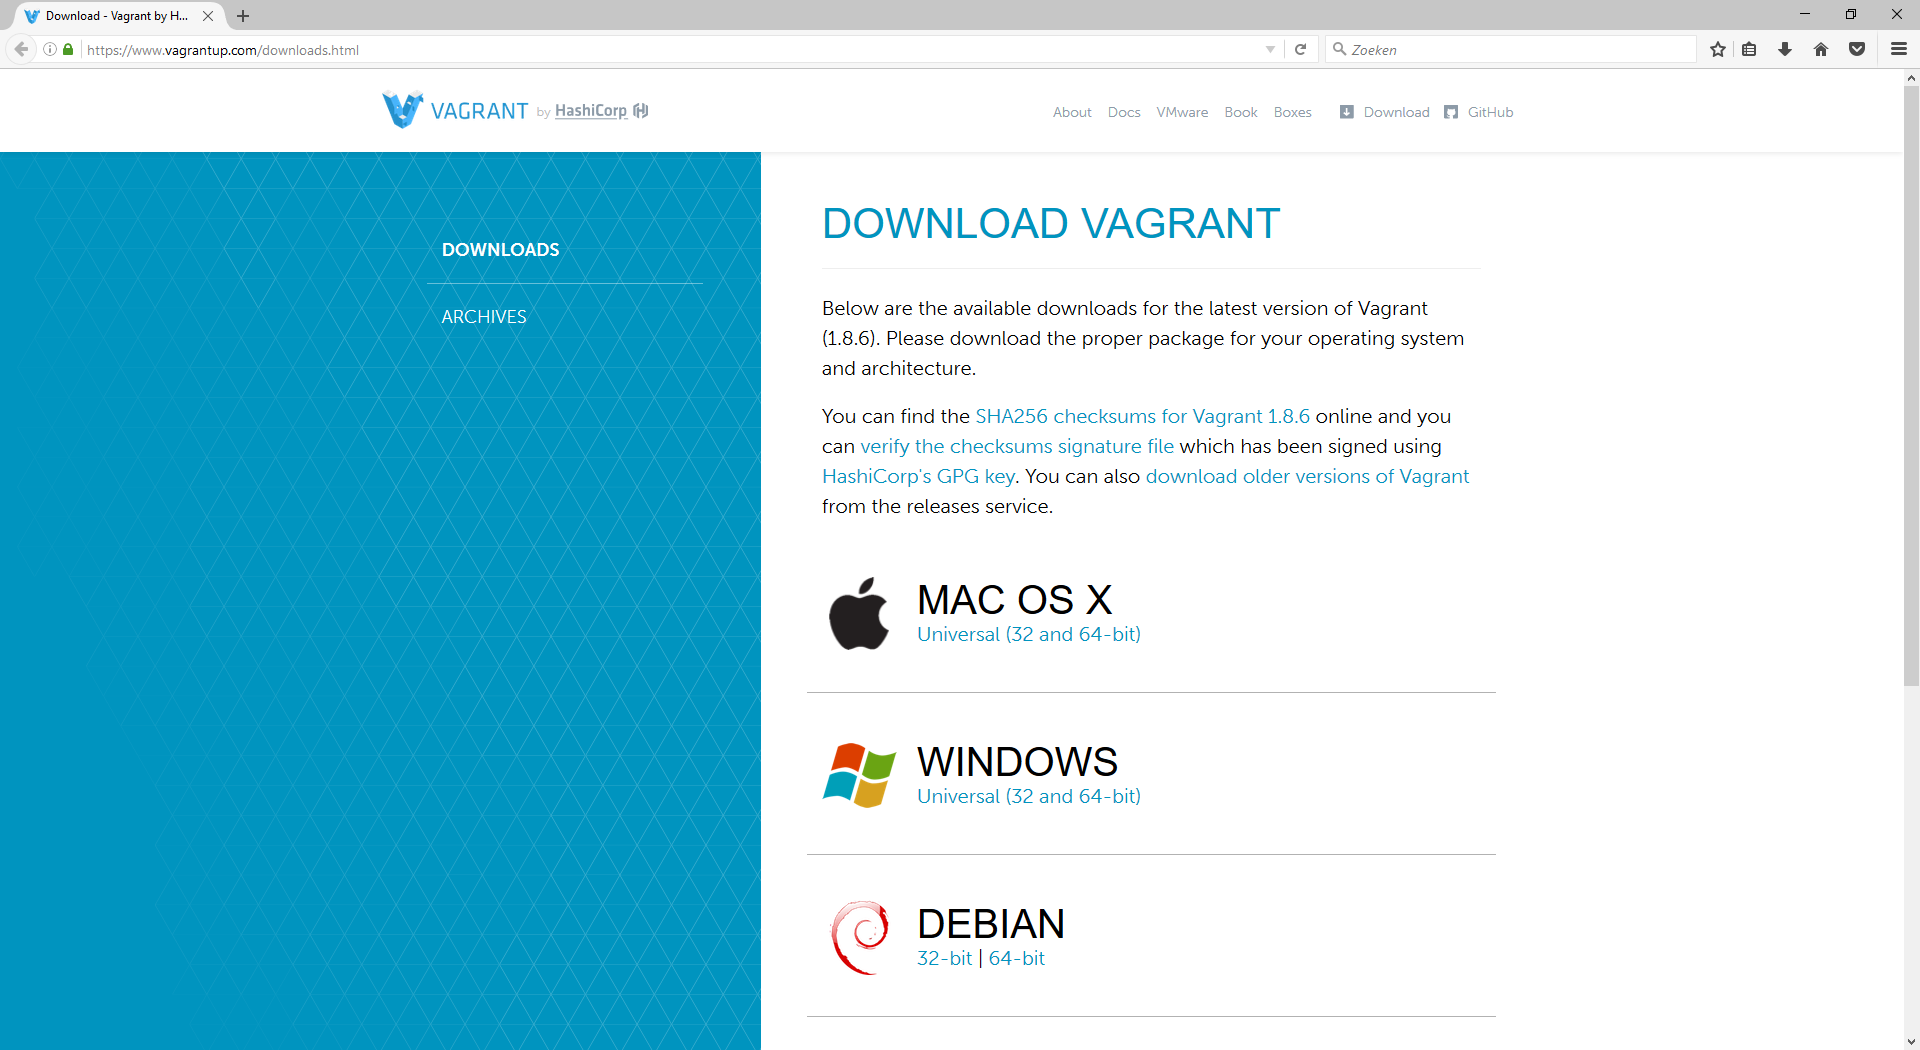 Download - Vagrant by H...
https://www.vagrantup.com/downloads.html
Zoeken
VAGRANT by HashiCorp
About Docs VMware Book Boxes Download GitHub
DOWNLOADS
ARCHIVES
DOWNLOAD VAGRANT
Below are the available downloads for the latest version of Vagrant
(1.8.6). Please download the proper package for your operating system
and architecture.
You can find the SHA256 checksums for Vagrant 1.8.6 online and you
can verify the checksums signature file which has been signed using
HashiCorp's GPG key. You can also download older versions of Vagrant
from the releases service.
MAC OS X
Universal (32 and 64-bit)
WINDOWS
Universal (32 and 64-bit)
DEBIAN
32-bit | 64-bit